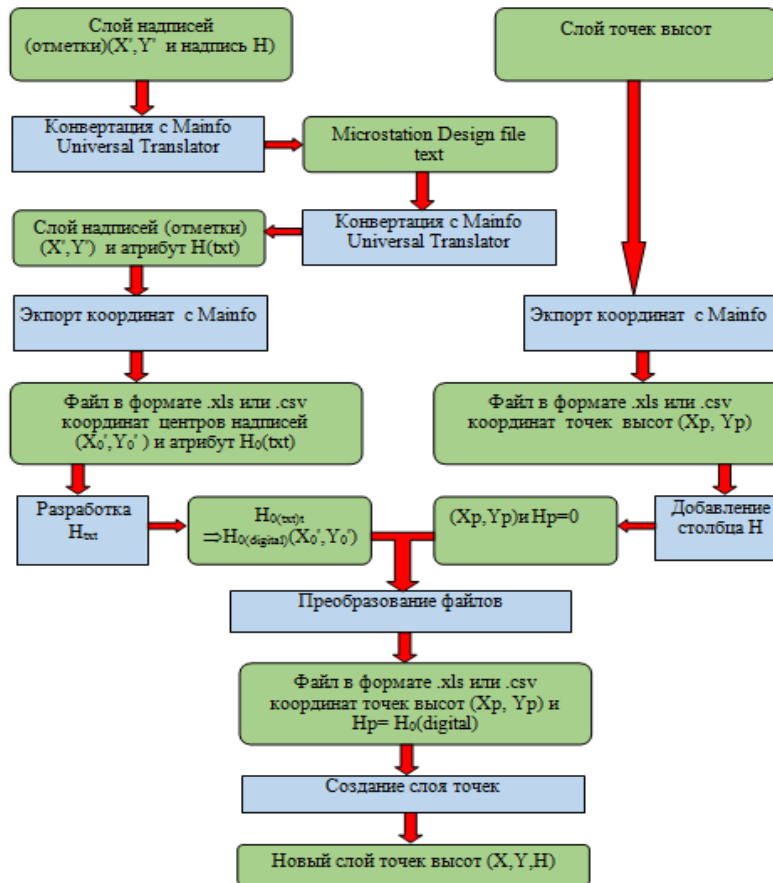 Слой надписей
(отметки)(X',Y' и надпись H)
Слой точек высот
Конвертация с Mainfo
Universal Translator
Microstation Design file
text
Слой надписей (отметки)
(X',Y') и атрибут H(txt)
Конвертация с Mainfo
Universal Translator
Экпорт координат с Mainfo
Экпорт координат с Mainfo
Файл в формате .xls или .csv
координат центров надписей
(X₀',Y₀') и атрибут H₀(txt)
Файл в формате .xls или .csv
координат точек высот (Xp, Yp)
Разработка
Htxt
H0(txt)t
⇒H0(digital)(X₀',Y₀')
(Xp,Yp)и Hp=0
Добавление
столбца H
Преобразование файлов
Файл в формате .xls или .csv
координат точек высот (Xp, Yp) и
Hp= H₀(digital)
Создание слоя точек
Новый слой точек высот (X,Y,H)